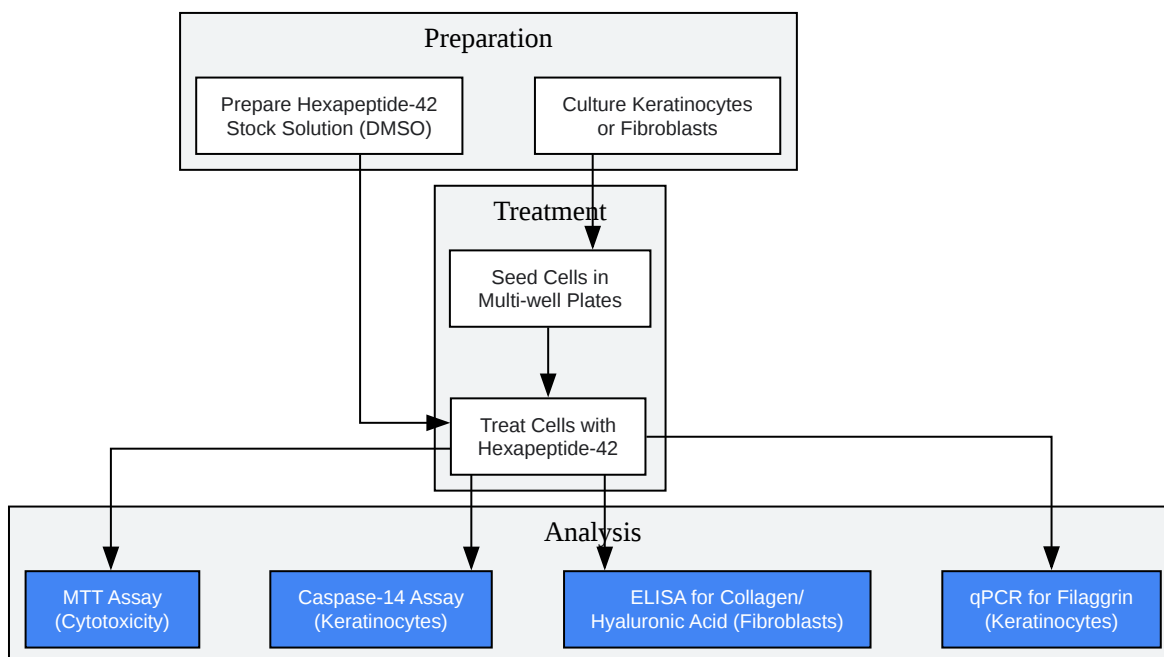 Preparation
Prepare Hexapeptide-42
Stock Solution (DMSO)
Culture Keratinocytes
or Fibroblasts
Treatment
Seed Cells in
Multi-well Plates
Treat Cells with
Hexapeptide-42
Analysis
MTT Assay
(Cytotoxicity)
Caspase-14 Assay
(Keratinocytes)
ELISA for Collagen/
Hyaluronic Acid (Fibroblasts)
qPCR for Filaggrin
(Keratinocytes)